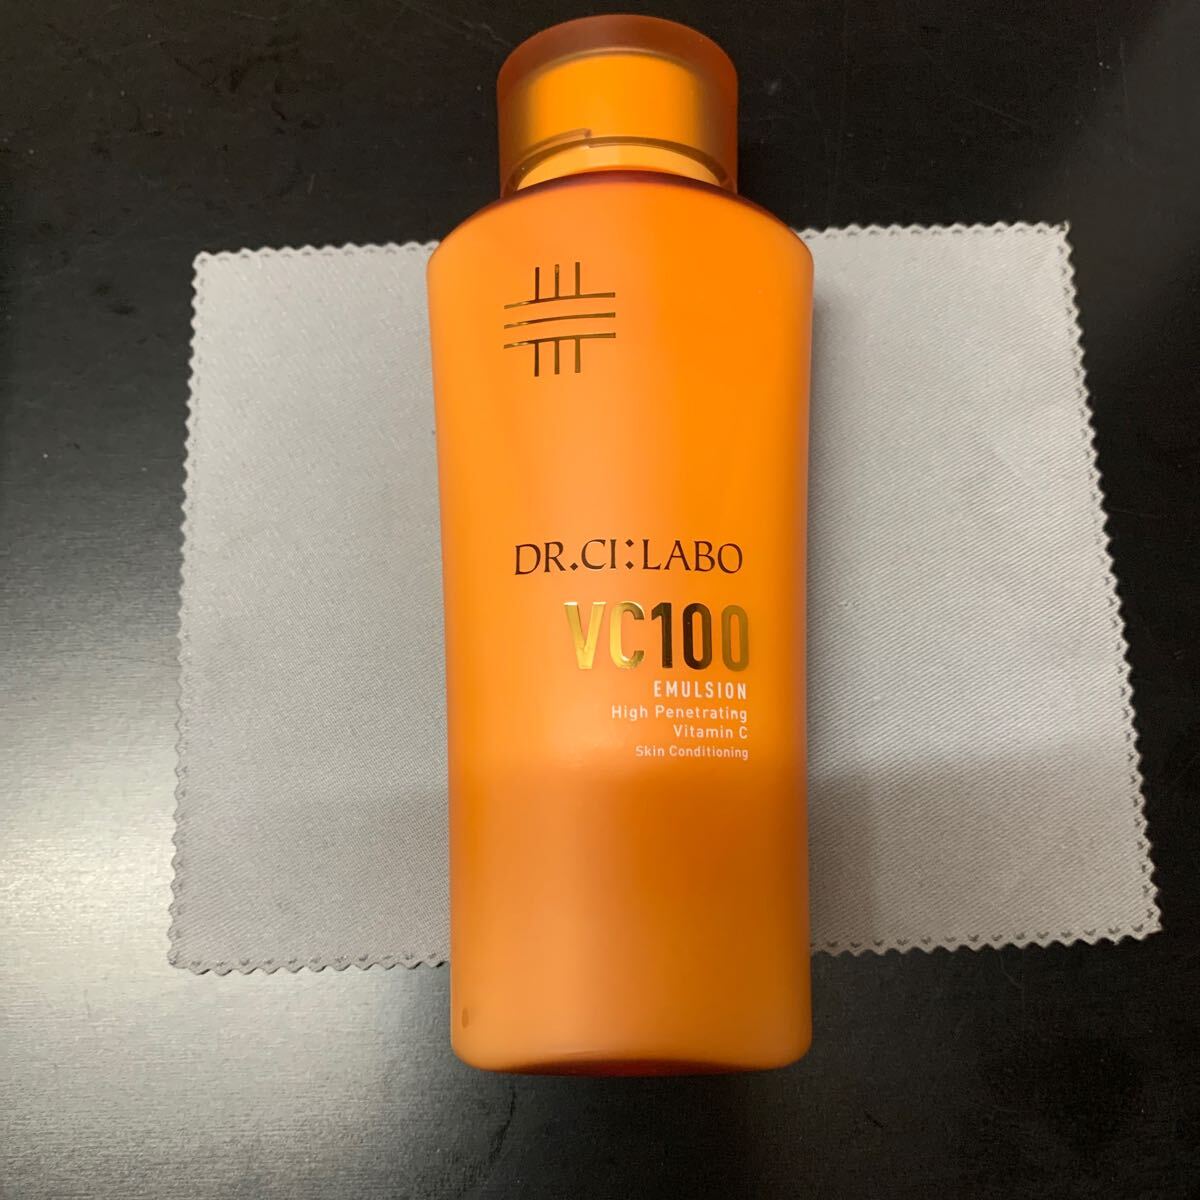 DR.CI:LABO
VC100
EMULSION
High Penetrating
Vitamin C
Skin Conditioning